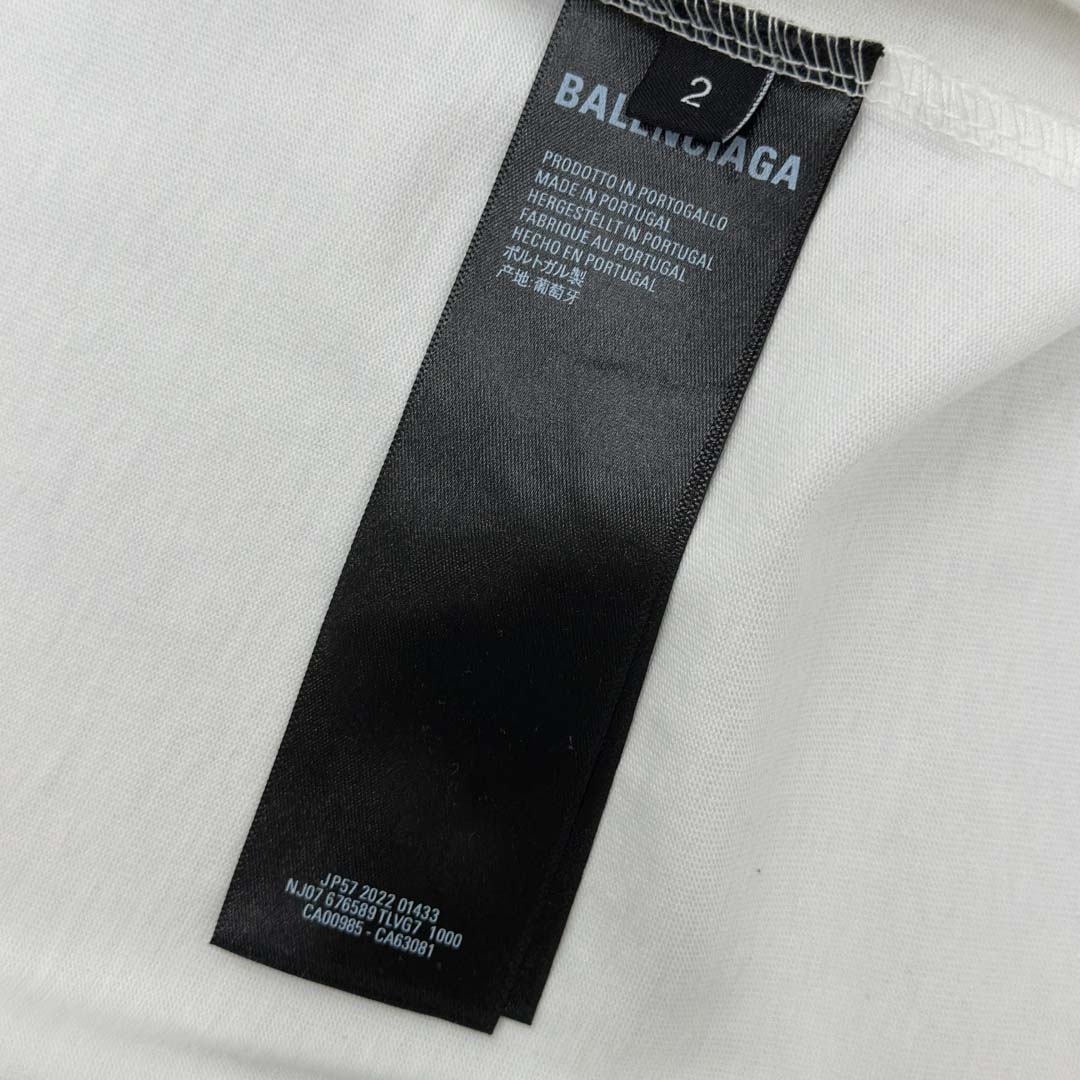 2
BALENCIAGA
PRODOTTO IN PORTOGALLO
MADE IN PORTUGAL
HERGESTELLT IN PORTUGAL
FABRIQUE AU PORTUGAL
HECHO EN PORTUGAL
ポルトガル製
产地:葡萄牙
JP57 2022 01433
NJ07 676589 TLVG7 1000
CA00985 - CA63081